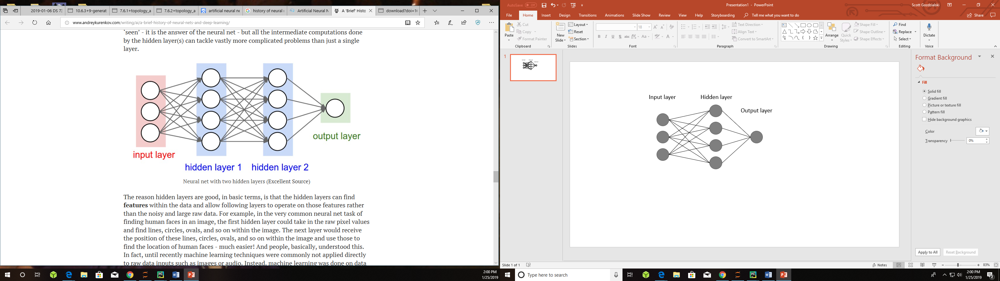 2019-01-06 DS 73
10.6.3+9-generat
7.6.1+topology_a
7.6.2+topology_a
artificial neural ne
history of neural
Artificial Neural N
A 'Brief' Histo
download?doi=10
www.andreykurenkov.com/writing/ai/a-brief-history-of-neural-nets-and-deep-learning/
‘seen’ - it is the answer of the neural net - but all the intermediate computations done
by the hidden layer(s) can tackle vastly more complicated problems than just a single
layer.
input layer
hidden layer 1
hidden layer 2
output layer
Neural net with two hidden layers (Excellent Source)
The reason hidden layers are good, in basic terms, is that the hidden layers can find
features within the data and allow following layers to operate on those features rather
than the noisy and large raw data. For example, in the very common neural net task of
finding human faces in an image, the first hidden layer could take in the raw pixel values
and find lines, circles, ovals, and so on within the image. The next layer would receive
the position of these lines, circles, ovals, and so on within the image and use those to
find the location of human faces - much easier! And people, basically, understood this.
In fact, until recently machine learning techniques were commonly not applied directly
to raw data inputs such as images or audio. Instead, machine learning was done on data
2:00 PM
1/25/2019
AutoSave Off
Presentation1 - PowerPoint
Scott Gozdzialski
File Home Insert Design Transitions Animations Slide Show Review View Help Storyboarding Tell me what you want to do
Share
Paste
Cut
Copy
Format Painter
Clipboard
New
Slide
Layout
Reset
Section
Slides
18
B I U S abc AV Aa A
Font
Text Direction
Align Text
Convert to SmartArt
Paragraph
Arrange
Quick
Styles
Shape Fill
Shape Outline
Shape Effects
Drawing
Find
Replace
Select
Editing
Dictate
Voice
1
Input layer
Hidden layer
Output layer
Format Background
Fill
Solid fill
Gradient fill
Picture or texture fill
Pattern fill
Hide background graphics
Color
Transparency 0%
Apply to All
Reset Background
Slide 1 of 1
Notes
83%
Type here to search
2:00 PM
1/25/2019